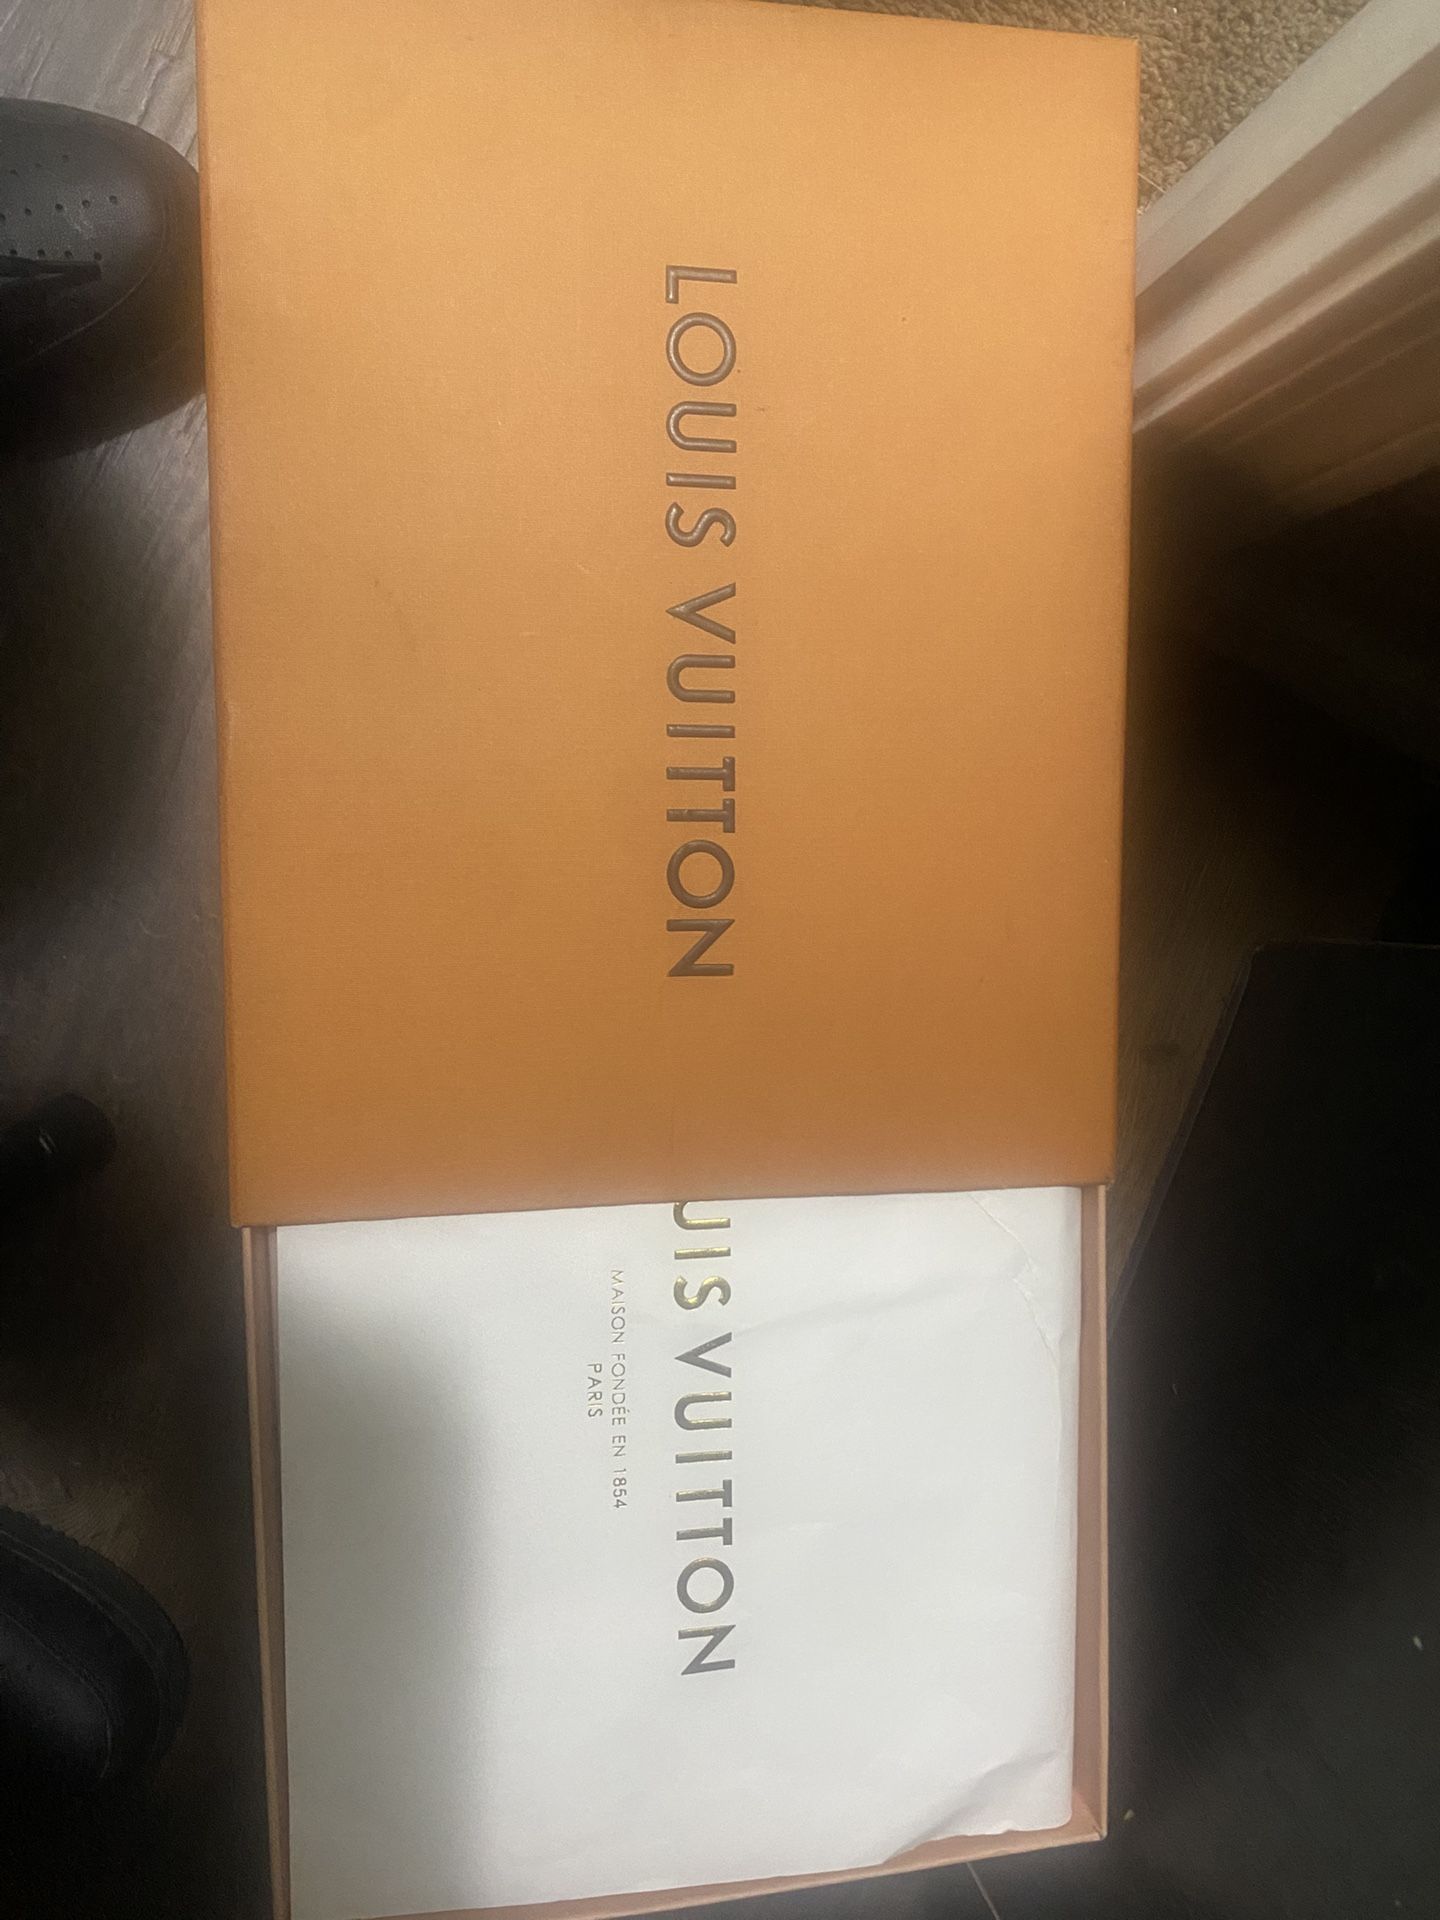 LOUIS VUITTON
UIS VUITTON
MAISON FONDÉE EN 1854
PARIS